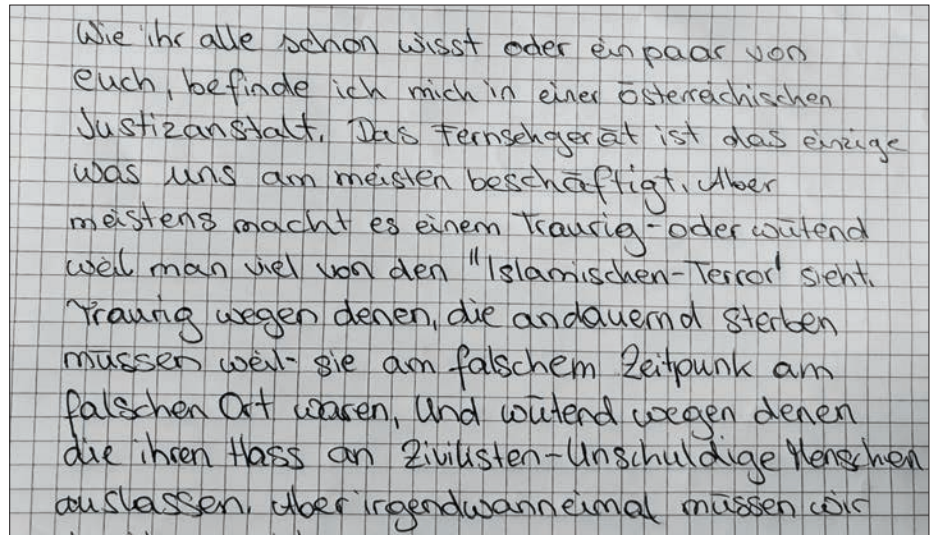 Wie ihr alle schon wisst oder ein paar von
euch, befinde ich mich in einer österreichischen
Justizanstalt. Das Fernsehgerät ist das einzige
was uns am meisten beschäftigt. Aber
meistens macht es einem Traurig-oder wütend
weil man viel von den "Islamischen-Terror" sieht.
Traurig wegen denen, die andauernd sterben
müssen weil sie am falschem Zeitpunk am
falschen Ort waren, Und wütend wegen denen
die ihren Hass an Zivilisten-Unschuldige Menschen
auslassen. Aber irgendwanneimal müssen wir